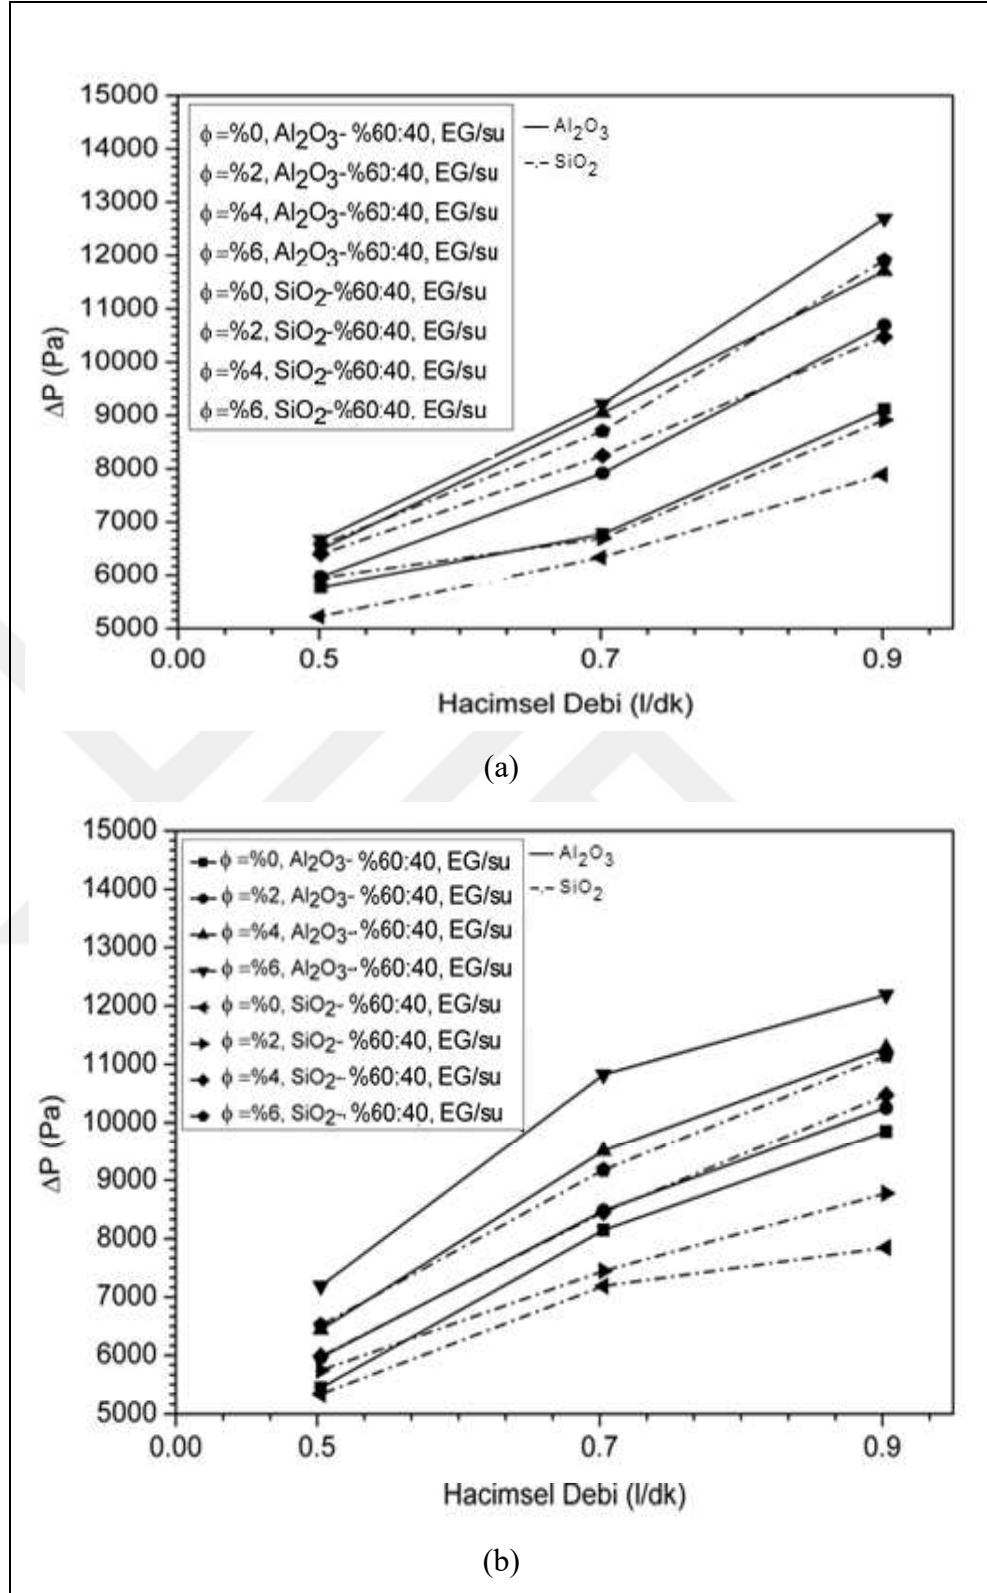 15000
14000
13000
12000
11000
10000
9000
8000
7000
6000
5000
ΔP (Pa)
ϕ=%0, Al₂O₃- %60:40, EG/su
ϕ=%2, Al₂O₃-%60:40, EG/su
ϕ=%4, Al₂O₃-%60:40, EG/su
ϕ=%6, Al₂O₃-%60:40, EG/su
ϕ=%0, SiO₂-%60:40, EG/su
ϕ=%2, SiO₂-%60:40, EG/su
ϕ=%4, SiO₂-%60:40, EG/su
ϕ=%6, SiO₂-%60:40, EG/su
Al₂O₃
SiO₂
0.00 0.5 0.7 0.9
Hacimsel Debi (l/dk)
(a)
15000
14000
13000
12000
11000
10000
9000
8000
7000
6000
5000
ΔP (Pa)
ϕ=%0, Al₂O₃- %60:40, EG/su
ϕ=%2, Al₂O₃- %60:40, EG/su
ϕ=%4, Al₂O₃- %60:40, EG/su
ϕ=%6, Al₂O₃- %60:40, EG/su
ϕ=%0, SiO₂- %60:40, EG/su
ϕ=%2, SiO₂- %60:40, EG/su
ϕ=%4, SiO₂- %60:40, EG/su
ϕ=%6, SiO₂- %60:40, EG/su
Al₂O₃
SiO₂
0.00 0.5 0.7 0.9
Hacimsel Debi (l/dk)
(b)